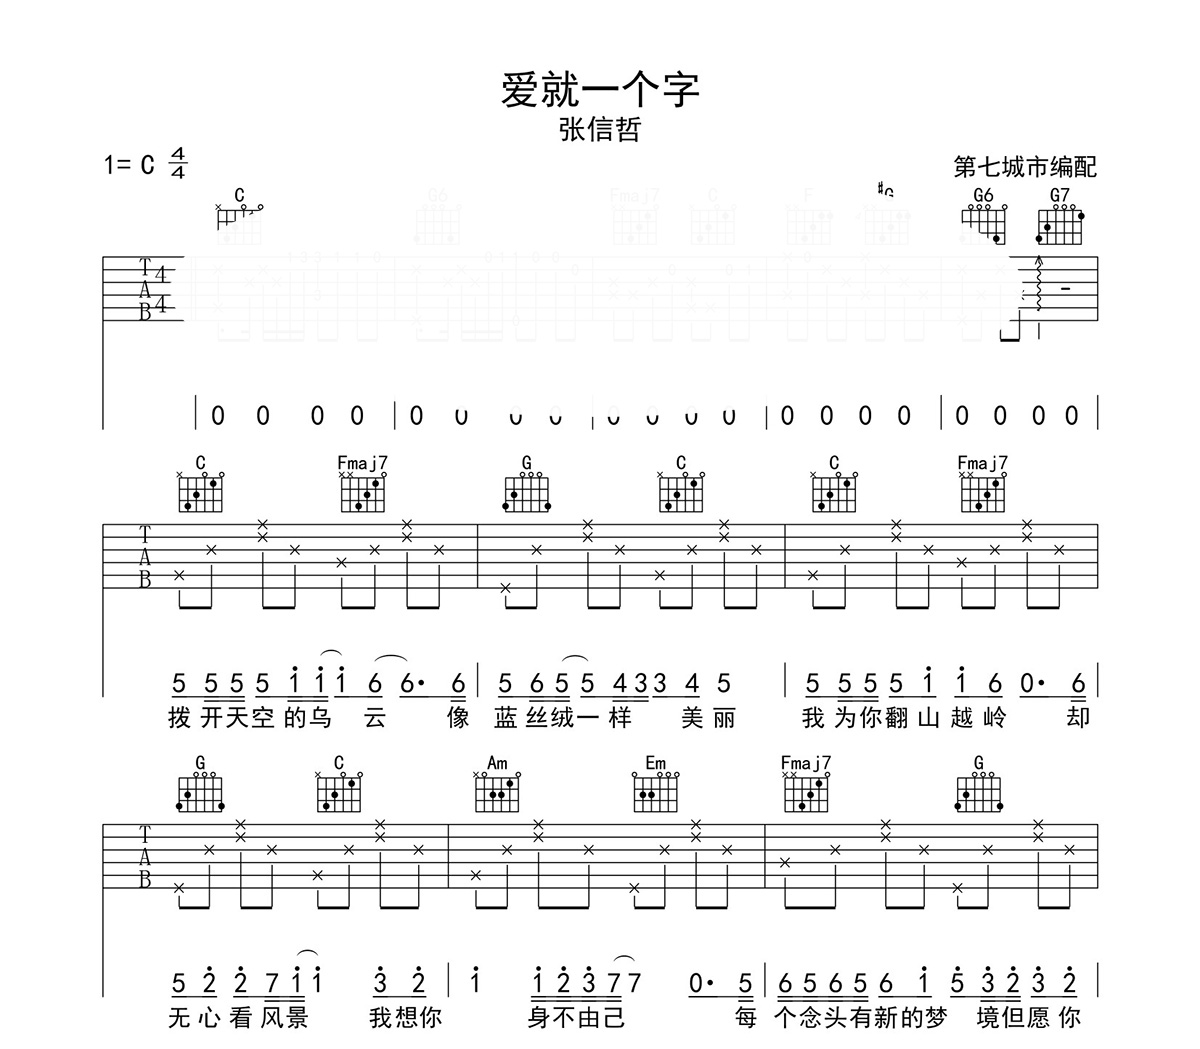 爱就一个字
张信哲
1= C 4/4
第七城市编配
C G6 Fmaj7 C F #G G6 G7
T A B 4 4
0 0 0 0 0 0 0 0 0 0 0 0 0 0 0 0 0 0 0 0
C Fmaj7 G C C Fmaj7
T A B
5 5 5 5 1 1 1 6 6· 6 5 6 5 5 4 3 3 4 5 5 5 5 5 1 1 6 0· 6
拨开天空的乌 云 像 蓝丝绒一样 美丽 我为你翻山越岭 却
G C Am Em Fmaj7 G
T A B
5 2 2 7 1 1 3 2 1 1 2 3 7 7 0· 5 6 5 6 5 6 1 5 3 2 3 2
无心看风景 我想你 身不由己 每 个念头有新的梦 境但愿你